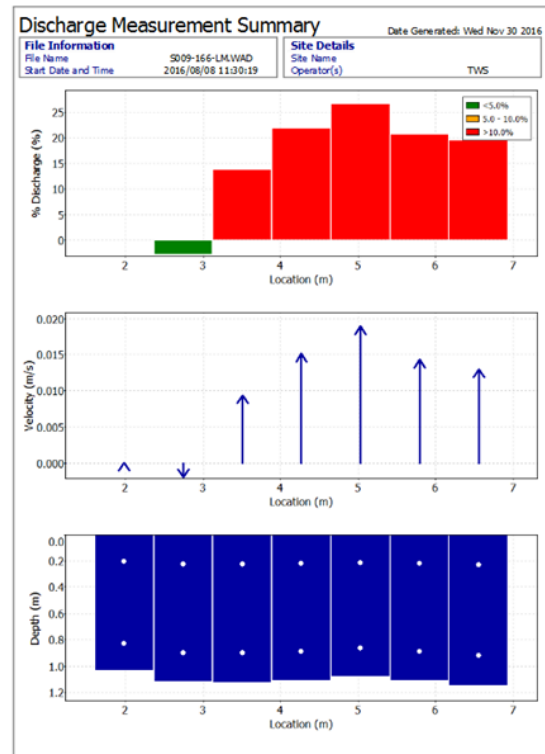 Discharge Measurement Summary
Date Generated: Wed Nov 30 2016
File Information
File Name S009-166-LM.WAD
Start Date and Time 2016/08/08 11:30:19
Site Details
Site Name
Operator(s) TWS
% Discharge (%)
25
20
15
10
5
0
<5.0%
5.0 - 10.0%
>10.0%
2 3 4 5 6 7
Location (m)
Velocity (m/s)
0.020
0.015
0.010
0.005
0.000
2 3 4 5 6 7
Location (m)
Depth (m)
0.0
0.2
0.4
0.6
0.8
1.0
1.2
2 3 4 5 6 7
Location (m)